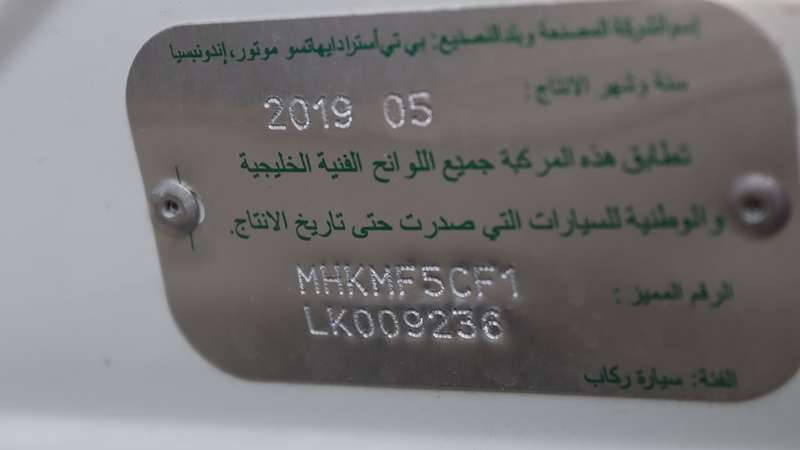 إسم الشركة المصنعة وبلد التصنيع: بي تي أسترا دايهاتسو موتور، إندونيسيا
سنة وشهر الإنتاج: 2019 05
تطابق هذه المركبة جميع اللوائح الفنية الخليجية
والوطنية للسيارات التي صدرت حتى تاريخ الانتاج.
الرقم المميز: MHKMF5CF1
LK009236
الفئة: سيارة ركاب